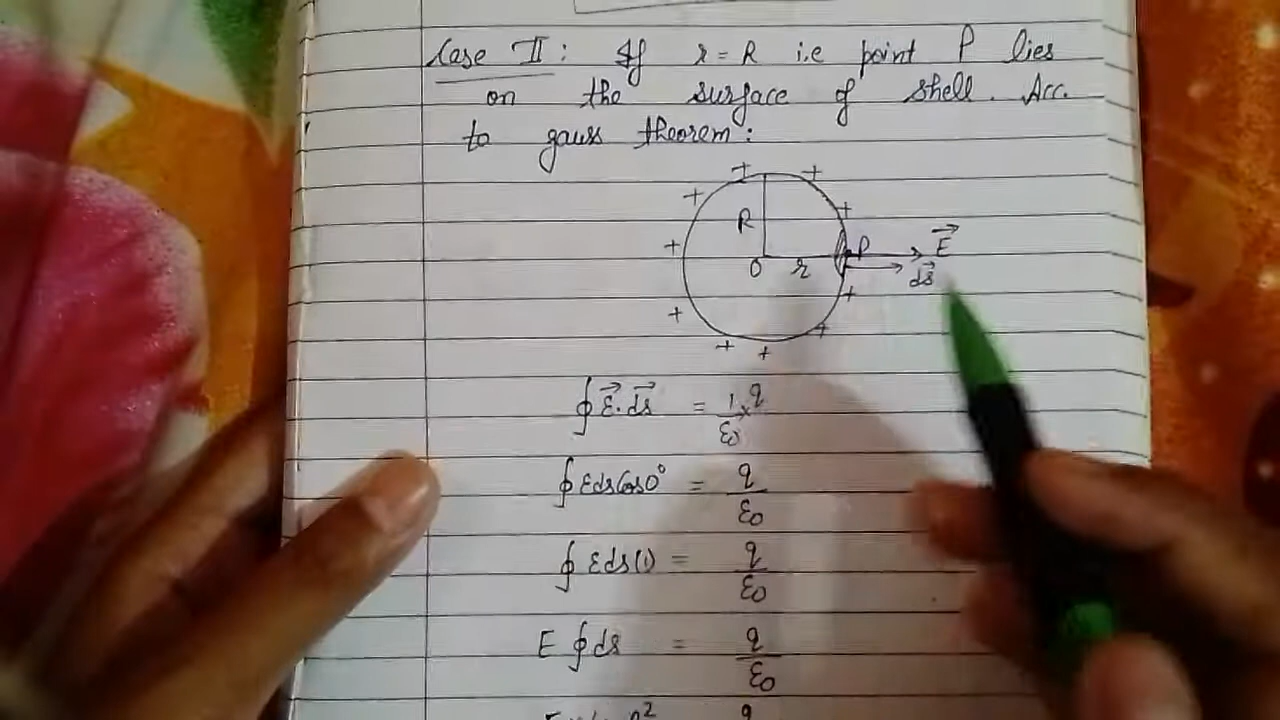 Case II: If r = R i.e point P lies
on the surface of shell. Acc.
to gauss theorem:
+ + + + + + + + + +
R
O r P E⃗
ds⃗
∮ E⃗.ds⃗ = 1/ε0 × q
∮ Eds Cos0° = q/ε0
∮ Eds(1) = q/ε0
E ∮ ds = q/ε0